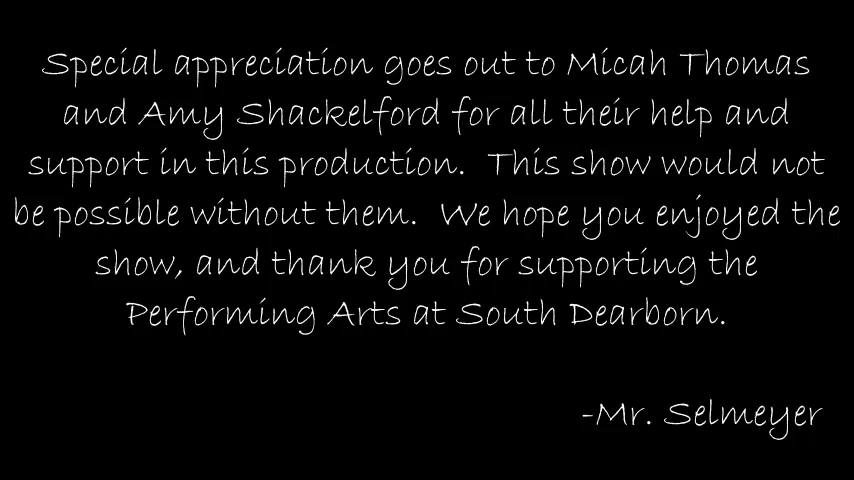 Special appreciation goes out to Micah Thomas
and Amy Shackelford for all their help and
support in this production.  This show would not
be possible without them.  We hope you enjoyed the
show, and thank you for supporting the
Performing Arts at South Dearborn.
-Mr. Selmeyer